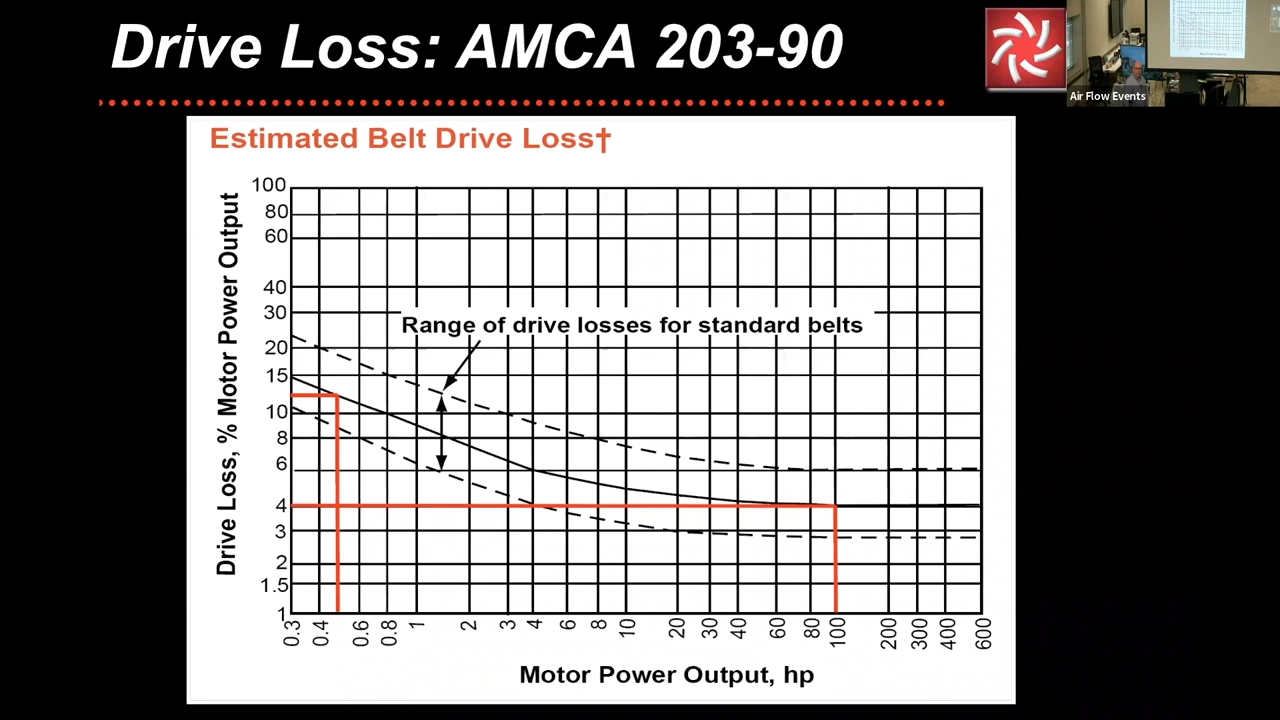 Drive Loss: AMCA 203-90
Air Flow Events
Estimated Belt Drive Loss†
Drive Loss, % Motor Power Output
100
80
60
40
30
20
15
10
8
6
4
3
2
1.5
1
Range of drive losses for standard belts
0.3 0.4 0.6 0.8 1 2 3 4 6 8 10 20 30 40 60 80 100 200 300 400 600
Motor Power Output, hp